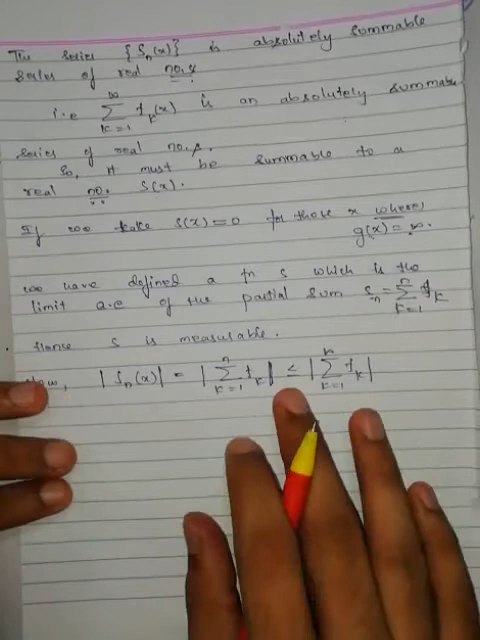 The series {Sₙ(x)} is absolutely summable
series of real no.s
i.e ∞∑k=1 fₖ(x) is an absolutely summable
series of real no.s.
So, it must be summable to a
real no. S(x).
If we take S(x)=0 for those x where
g(x)=∞.
we have defined a fn s which is the
limit a.e of the partial sum sₙ = n∑k=1 fₖ
Hence s is measurable.
Now, |Sₙ(x)| = |n∑k=1 fₖ| ≤ |n∑k=1 fₖ|